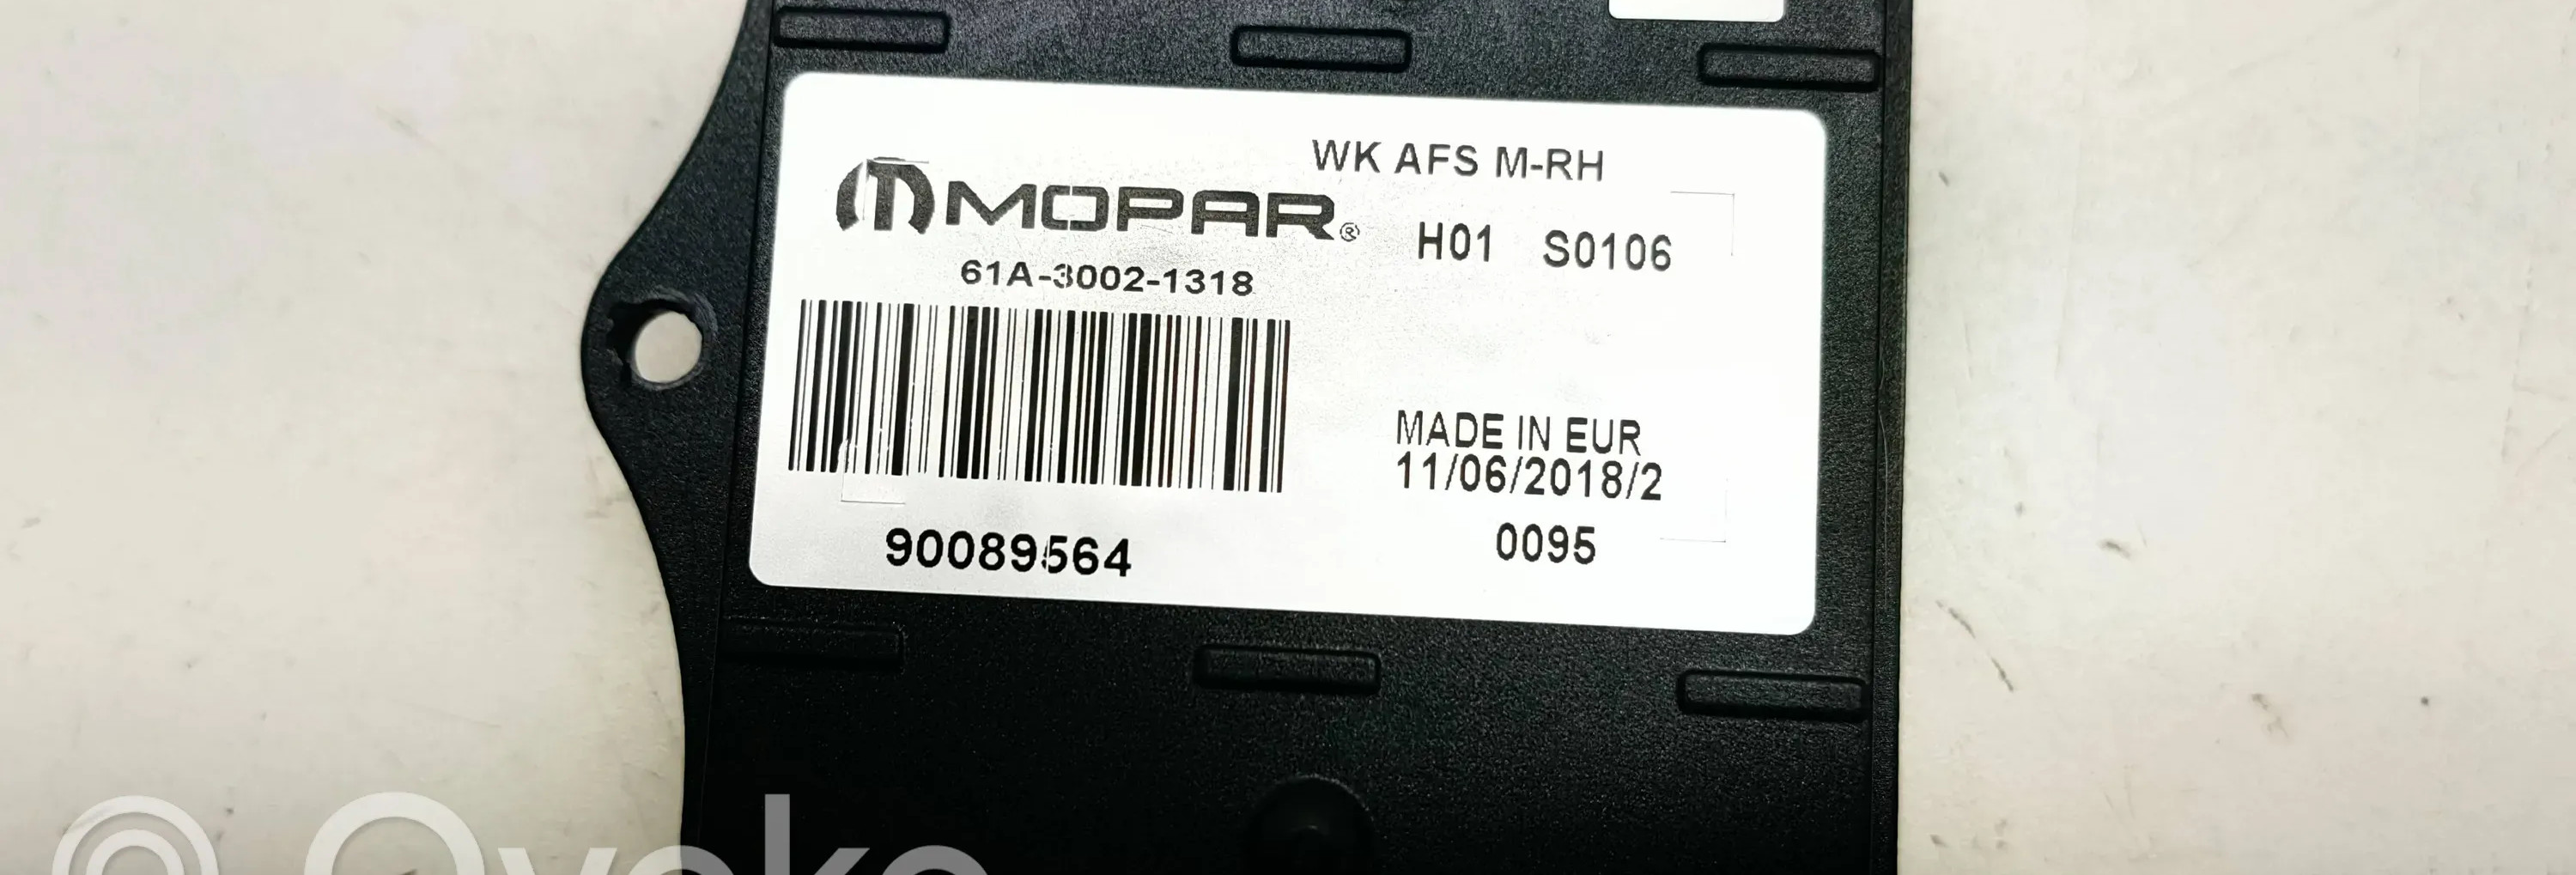 WK AFS M-RH
MOPAR®
H01 S0106
61A-3002-1318
MADE IN EUR
11/06/2018/2
90089564
0095